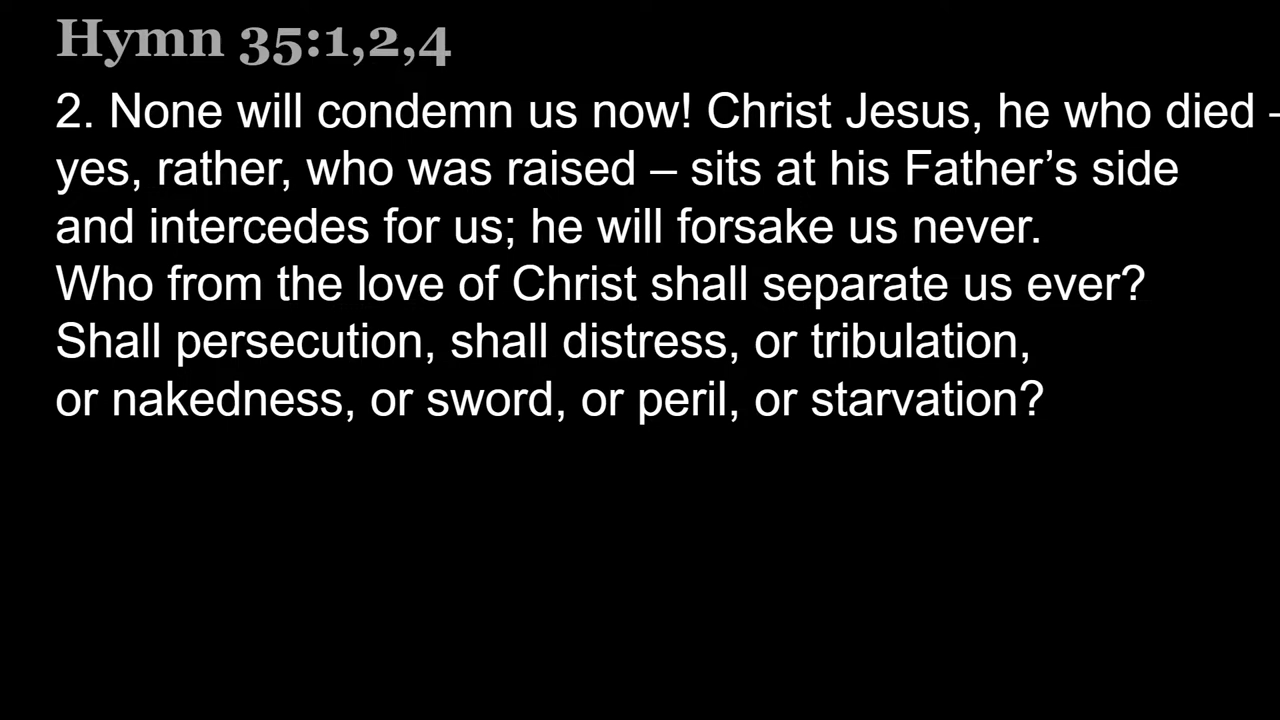 Hymn 35:1,2,4
2. None will condemn us now! Christ Jesus, he who died –
yes, rather, who was raised – sits at his Father’s side
and intercedes for us; he will forsake us never.
Who from the love of Christ shall separate us ever?
Shall persecution, shall distress, or tribulation,
or nakedness, or sword, or peril, or starvation?